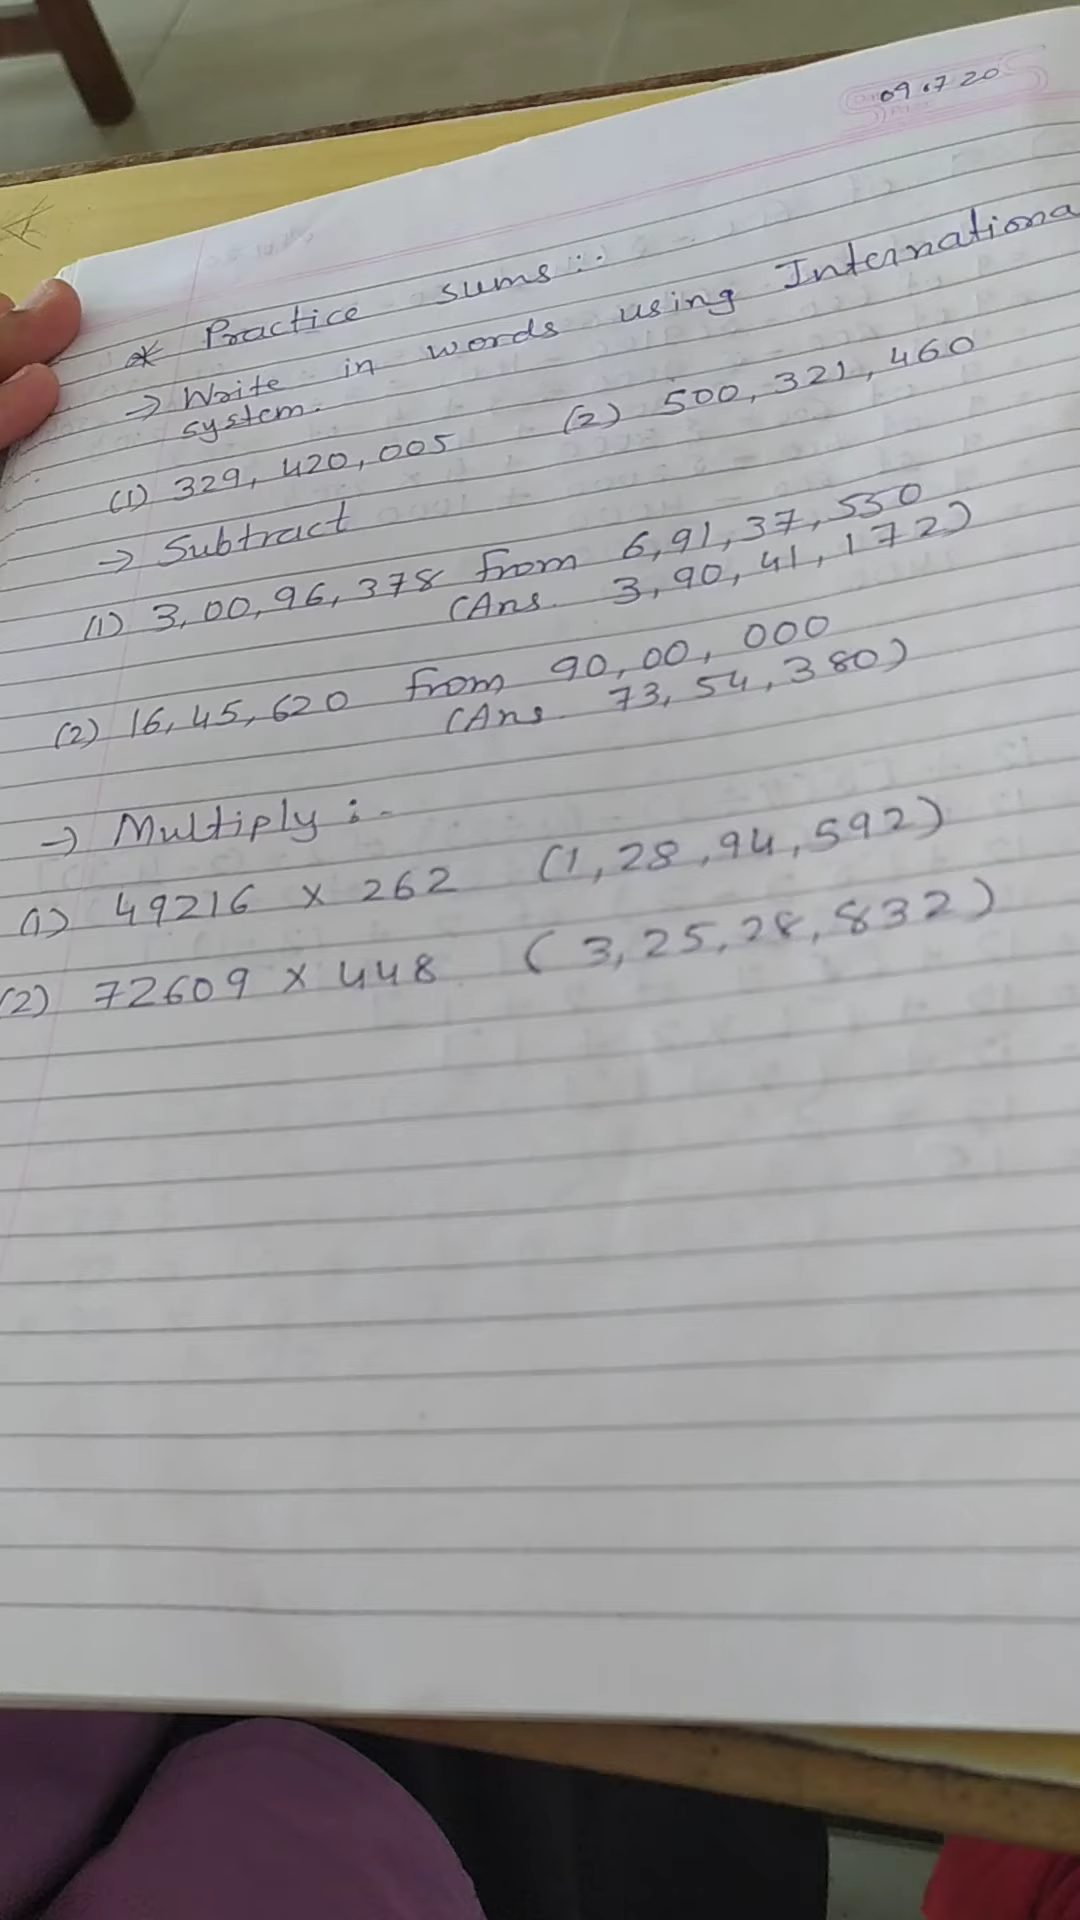 09.07.20
* Practice sums :-
→ Write in words using Internationa
system.
(1) 329,420,005 (2) 500,321,460
→ Subtract
(1) 3,00,96,378 from 6,91,37,550
(Ans. 3,90,41,172)
(2) 16,45,620 from 90,00,000
(Ans. 73,54,380)
→ Multiply :-
(1) 49216 x 262 (1,28,94,592)
(2) 72609 x 448 (3,25,28,832)